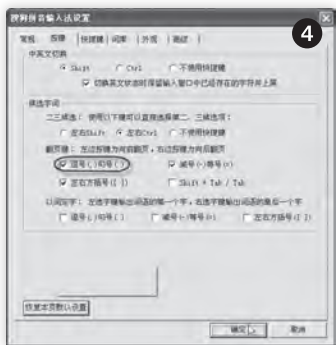 搜狗拼音输入法设置
4
常规 按键 快捷键 词库 外观 高级
中英文切换
Shift Ctrl 不使用快捷键
切换英文状态时保留输入窗口中已经存在的字符并上屏
候选字词
二三候选: 使用以下键可以直接选择第二、三候选项:
左右Shift 左右Ctrl 不使用快捷键
翻页键: 左边按键为向前翻页,右边按键为向后翻页
逗号(,)句号(.) 减号(-)等号(=)
左右方括号([ ]) Shift + Tab / Tab
以词定字: 左选字键输出词语的第一个字,右选字键输出词语的最后一个字
逗号(,)句号(.) 减号(-)等号(=) 左右方括号([ ])
恢复本页默认设置
确定 取消